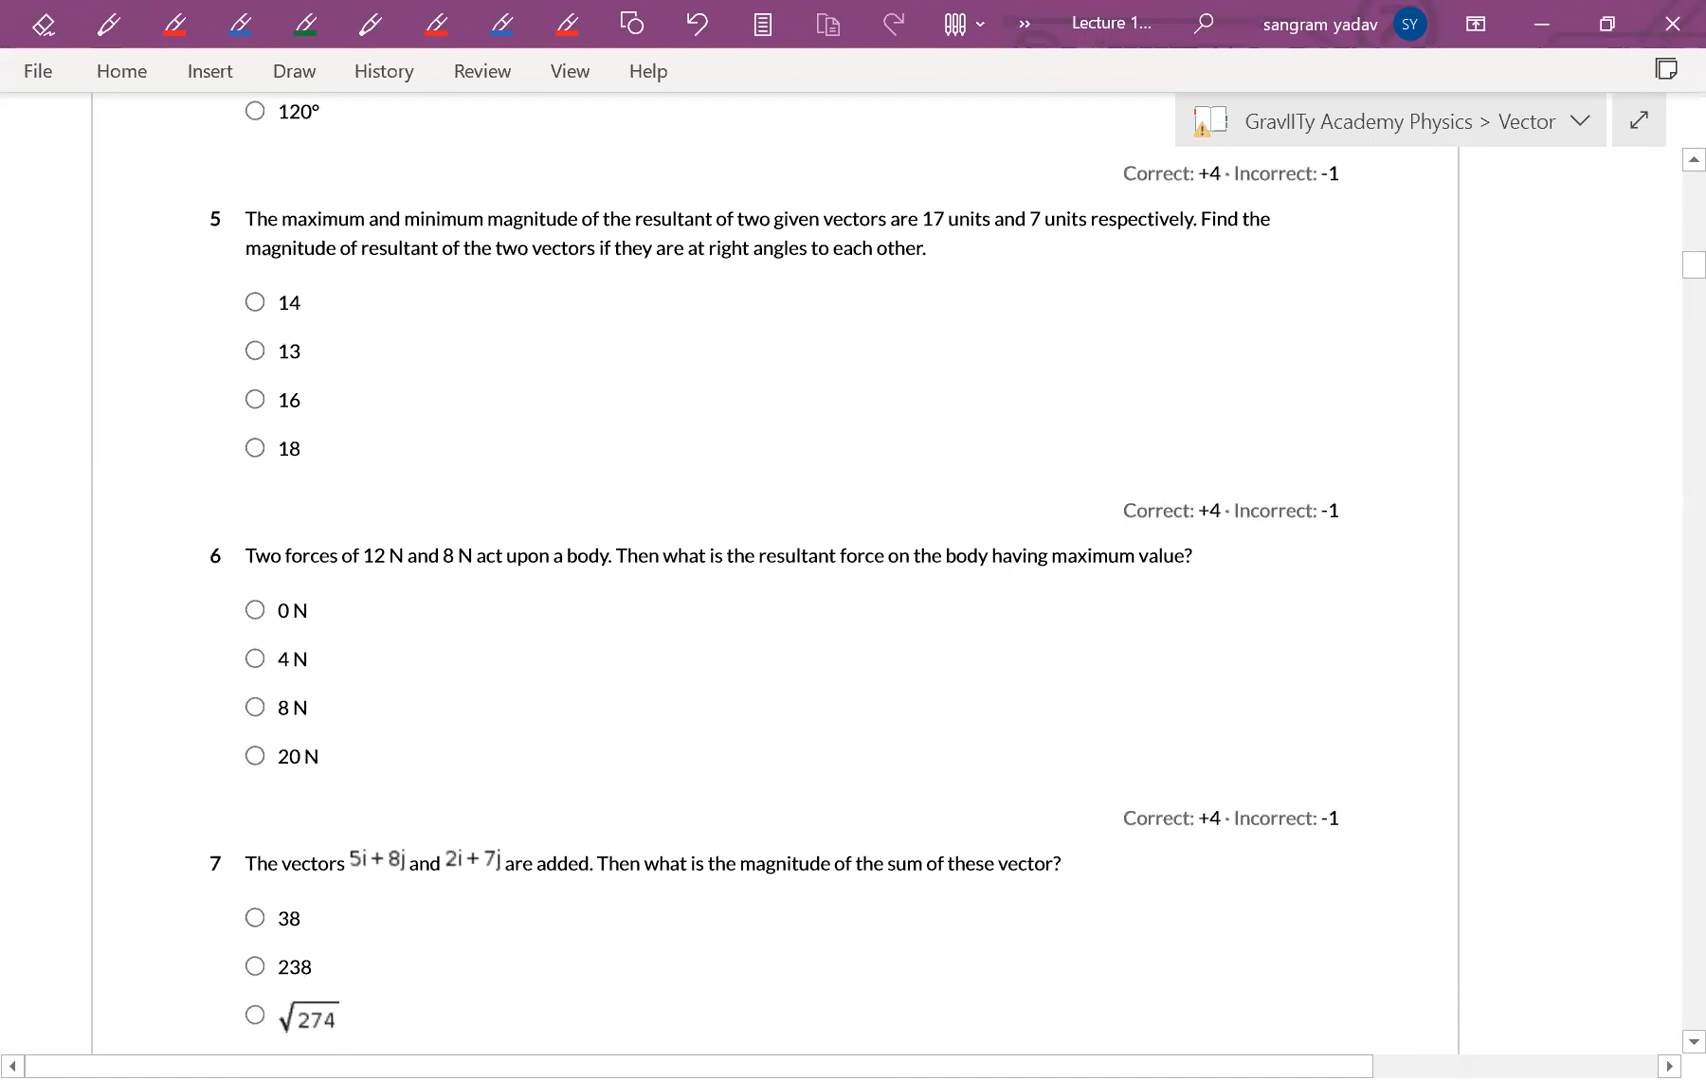 Lecture 1...
sangram yadav
SY
File Home Insert Draw History Review View Help
120°
GravIITy Academy Physics > Vector
Correct: +4 · Incorrect: -1
5 The maximum and minimum magnitude of the resultant of two given vectors are 17 units and 7 units respectively. Find the
magnitude of resultant of the two vectors if they are at right angles to each other.
14
13
16
18
Correct: +4 · Incorrect: -1
6 Two forces of 12 N and 8 N act upon a body. Then what is the resultant force on the body having maximum value?
0 N
4 N
8 N
20 N
Correct: +4 · Incorrect: -1
7 The vectors 5i + 8j and 2i + 7j are added. Then what is the magnitude of the sum of these vector?
38
238
√274